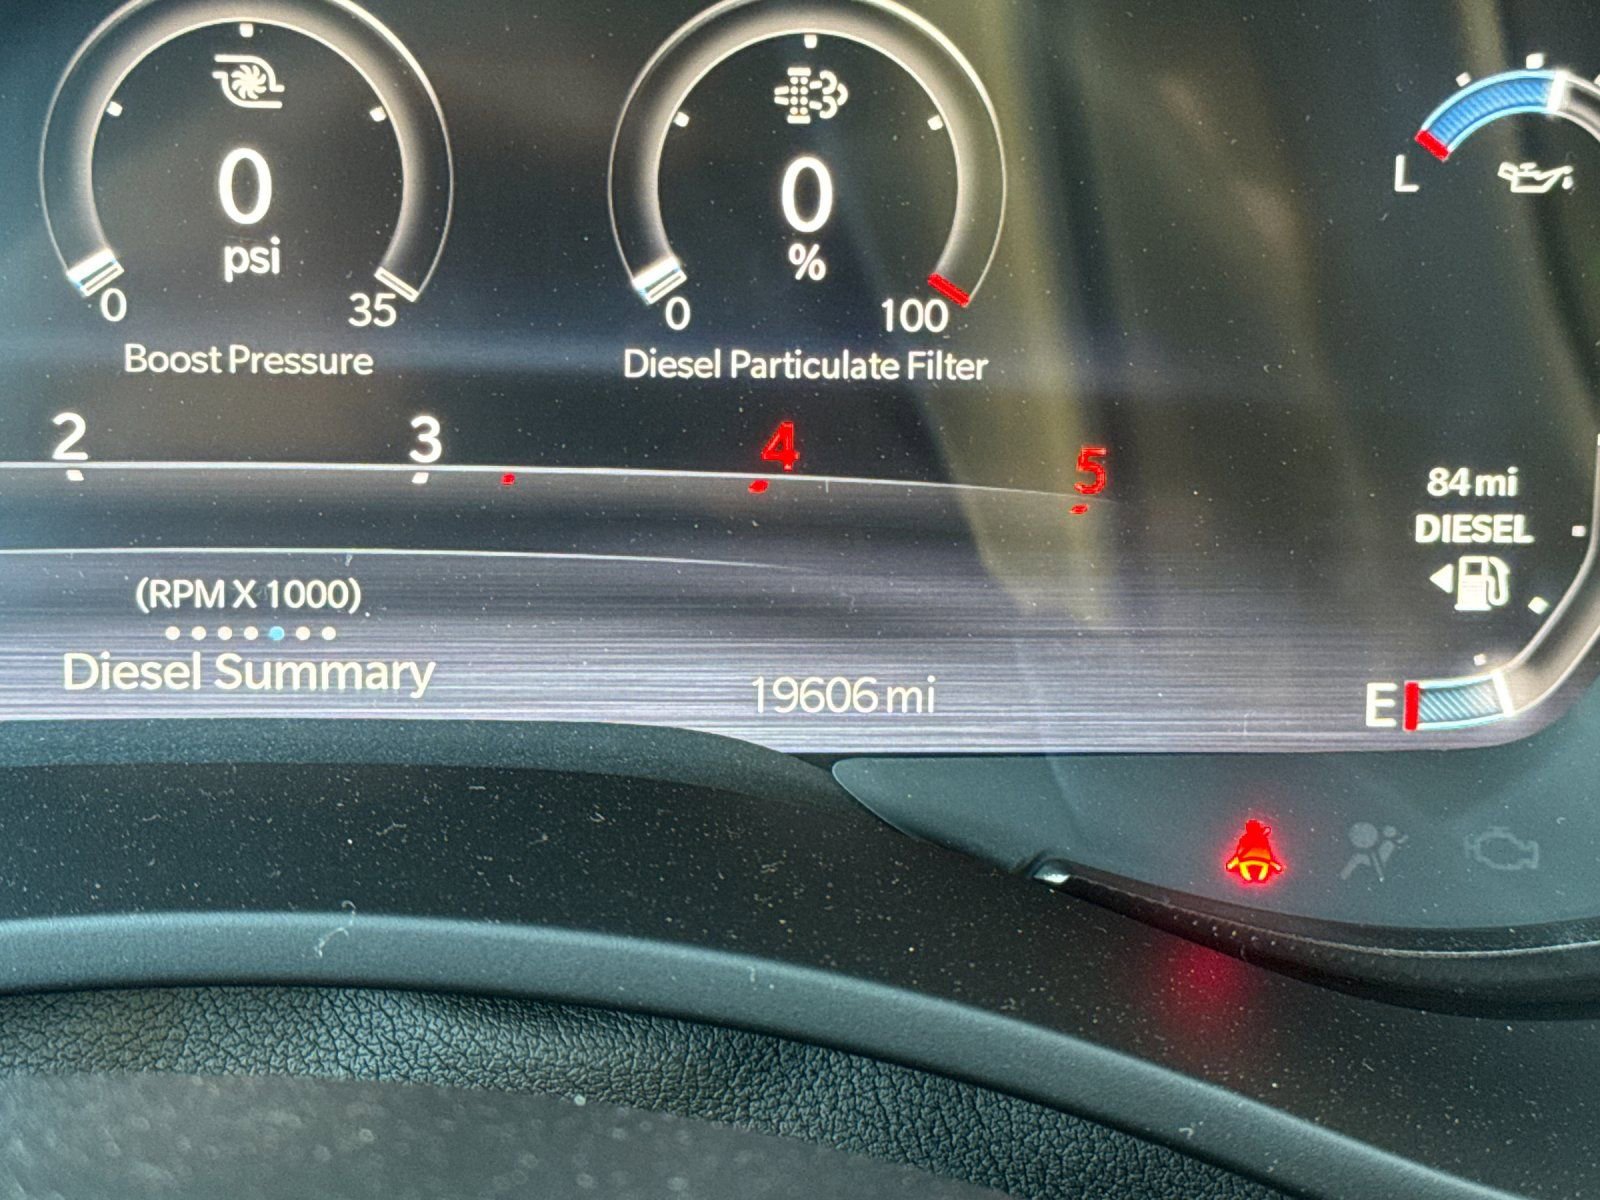 0
psi
0 35
Boost Pressure
0
%
0 100
Diesel Particulate Filter
L
2 3 4 5
84 mi
DIESEL
(RPM X 1000)
Diesel Summary
19606 mi
E